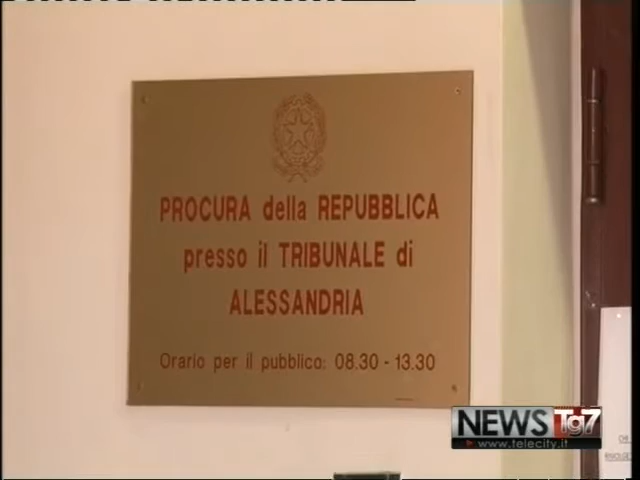 PROCURA della REPUBBLICA
presso il TRIBUNALE di
ALESSANDRIA
Orario per il pubblico: 08.30 - 13.30
NEWS Tg7
www.telecity.it